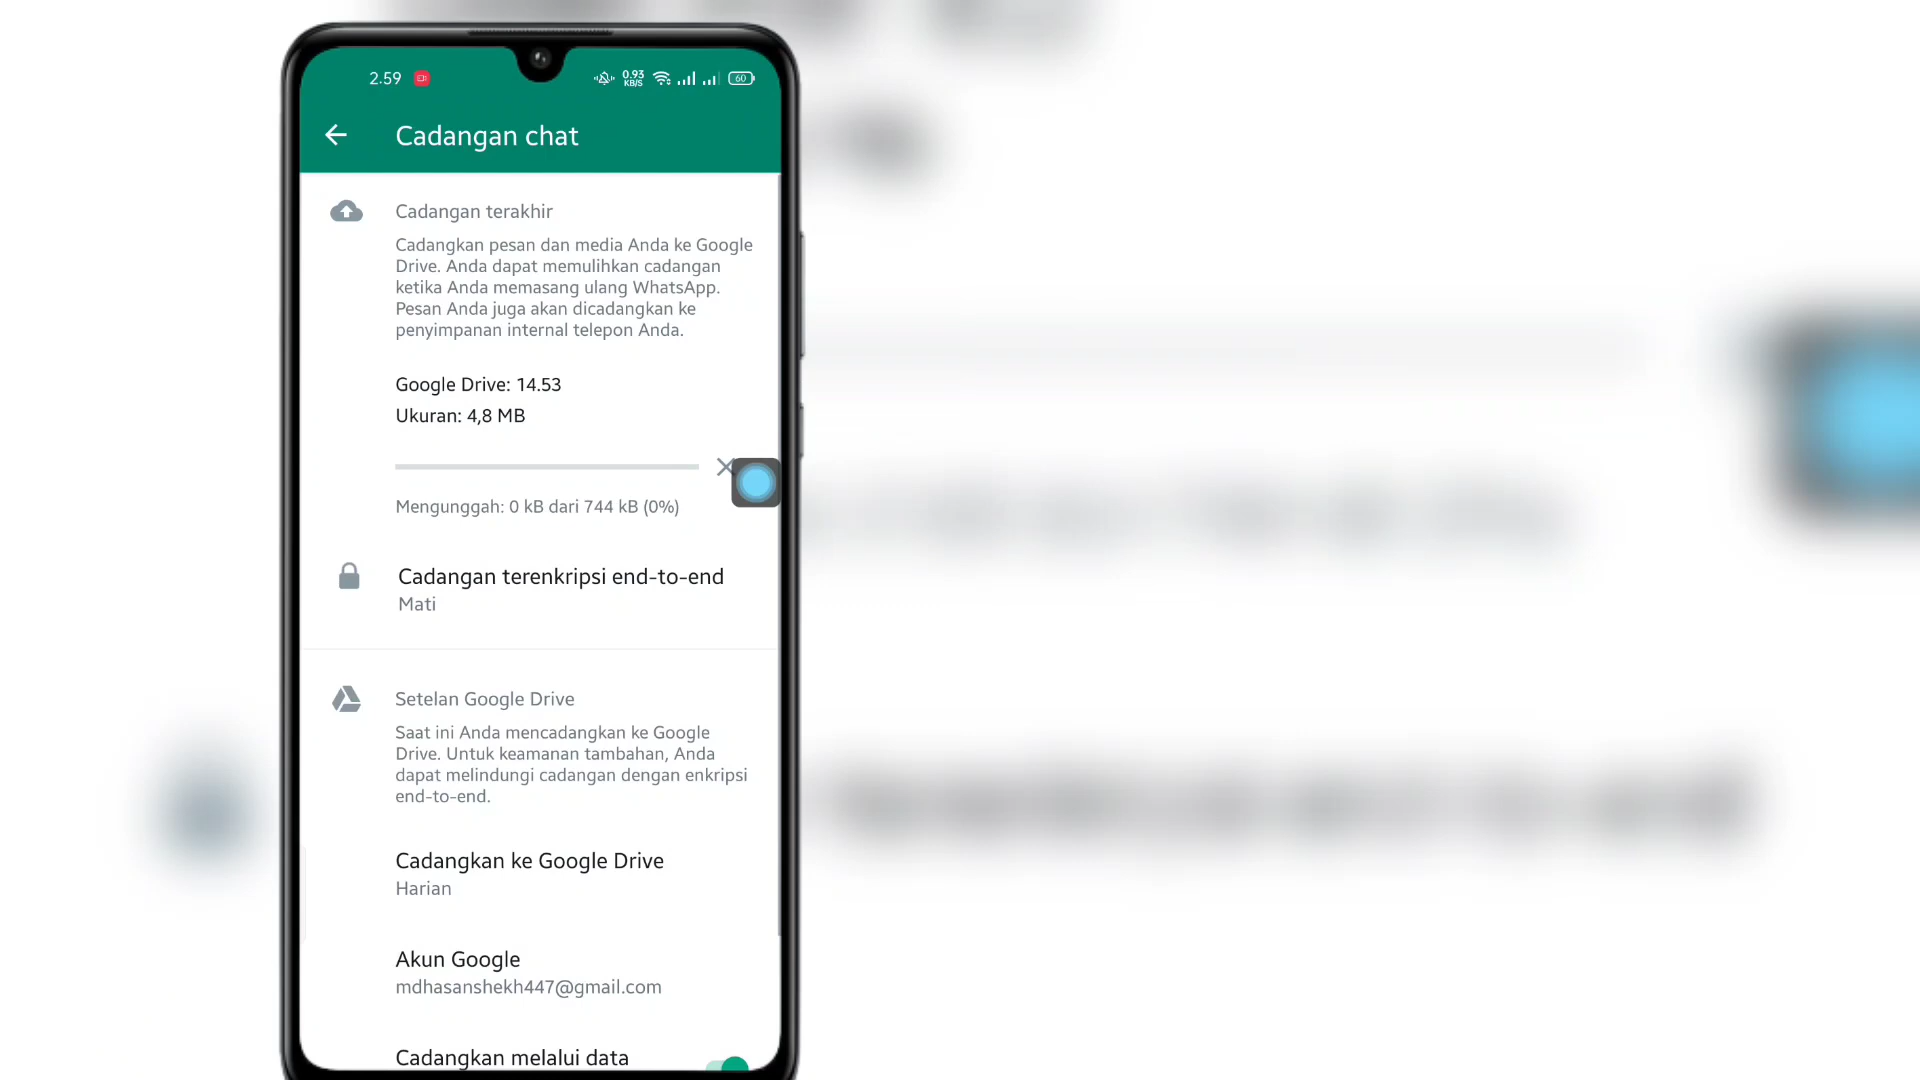 2.59
0.93
KB/S
60
Cadangan chat
Cadangan terakhir
Cadangkan pesan dan media Anda ke Google
Drive. Anda dapat memulihkan cadangan
ketika Anda memasang ulang WhatsApp.
Pesan Anda juga akan dicadangkan ke
penyimpanan internal telepon Anda.
Google Drive: 14.53
Ukuran: 4,8 MB
Mengunggah: 0 kB dari 744 kB (0%)
Cadangan terenkripsi end-to-end
Mati
Setelan Google Drive
Saat ini Anda mencadangkan ke Google
Drive. Untuk keamanan tambahan, Anda
dapat melindungi cadangan dengan enkripsi
end-to-end.
Cadangkan ke Google Drive
Harian
Akun Google
mdhasanshekh447@gmail.com
Cadangkan melalui data